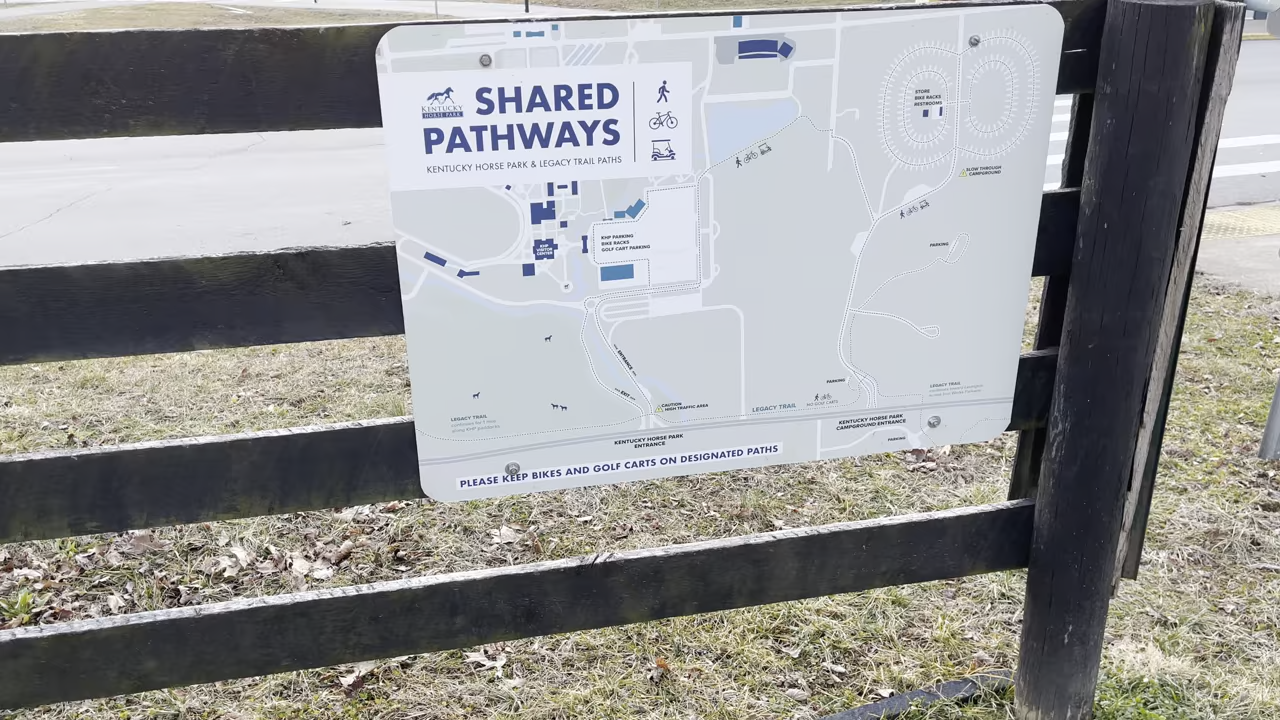 KENTUCKY
HORSE PARK
SHARED
PATHWAYS
KENTUCKY HORSE PARK & LEGACY TRAIL PATHS
STORE
BIKE RACKS
RESTROOMS
SLOW THROUGH
CAMPGROUND
KHP PARKING
BIKE RACKS
GOLF CART PARKING
KHP
VISITOR
CENTER
PARKING
ENTRANCE
EXIT
CAUTION
HIGH TRAFFIC AREA
PARKING
NO GOLF CARTS
LEGACY TRAIL
LEGACY TRAIL
LEGACY TRAIL
KENTUCKY HORSE PARK
ENTRANCE
KENTUCKY HORSE PARK
CAMPGROUND ENTRANCE
PARKING
PLEASE KEEP BIKES AND GOLF CARTS ON DESIGNATED PATHS